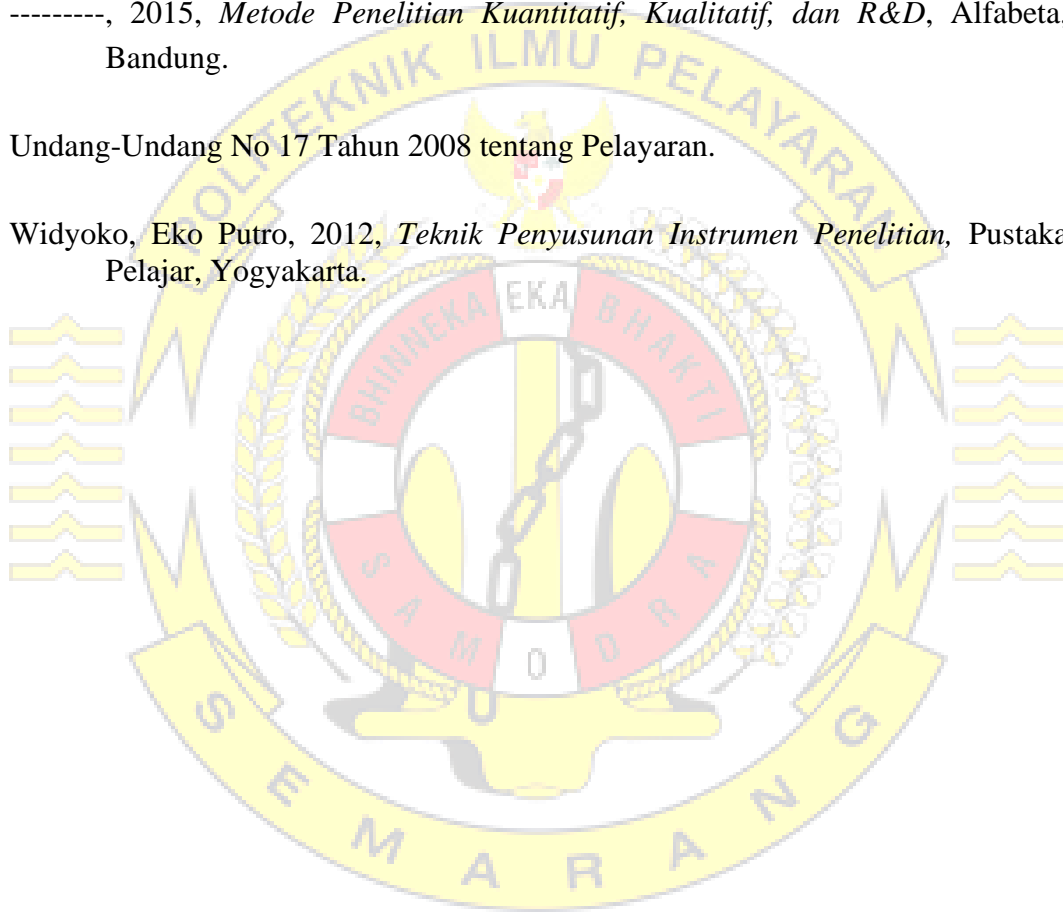 ---------, 2015, Metode Penelitian Kuantitatif, Kualitatif, dan R&D, Alfabeta,
Bandung.
Undang-Undang No 17 Tahun 2008 tentang Pelayaran.
Widyoko, Eko Putro, 2012, Teknik Penyusunan Instrumen Penelitian, Pustaka
Pelajar, Yogyakarta.
POLITEKNIK ILMU PELAYARAN
BHINNEKA EKA BHAKTI
SAMODRA
SEMARANG